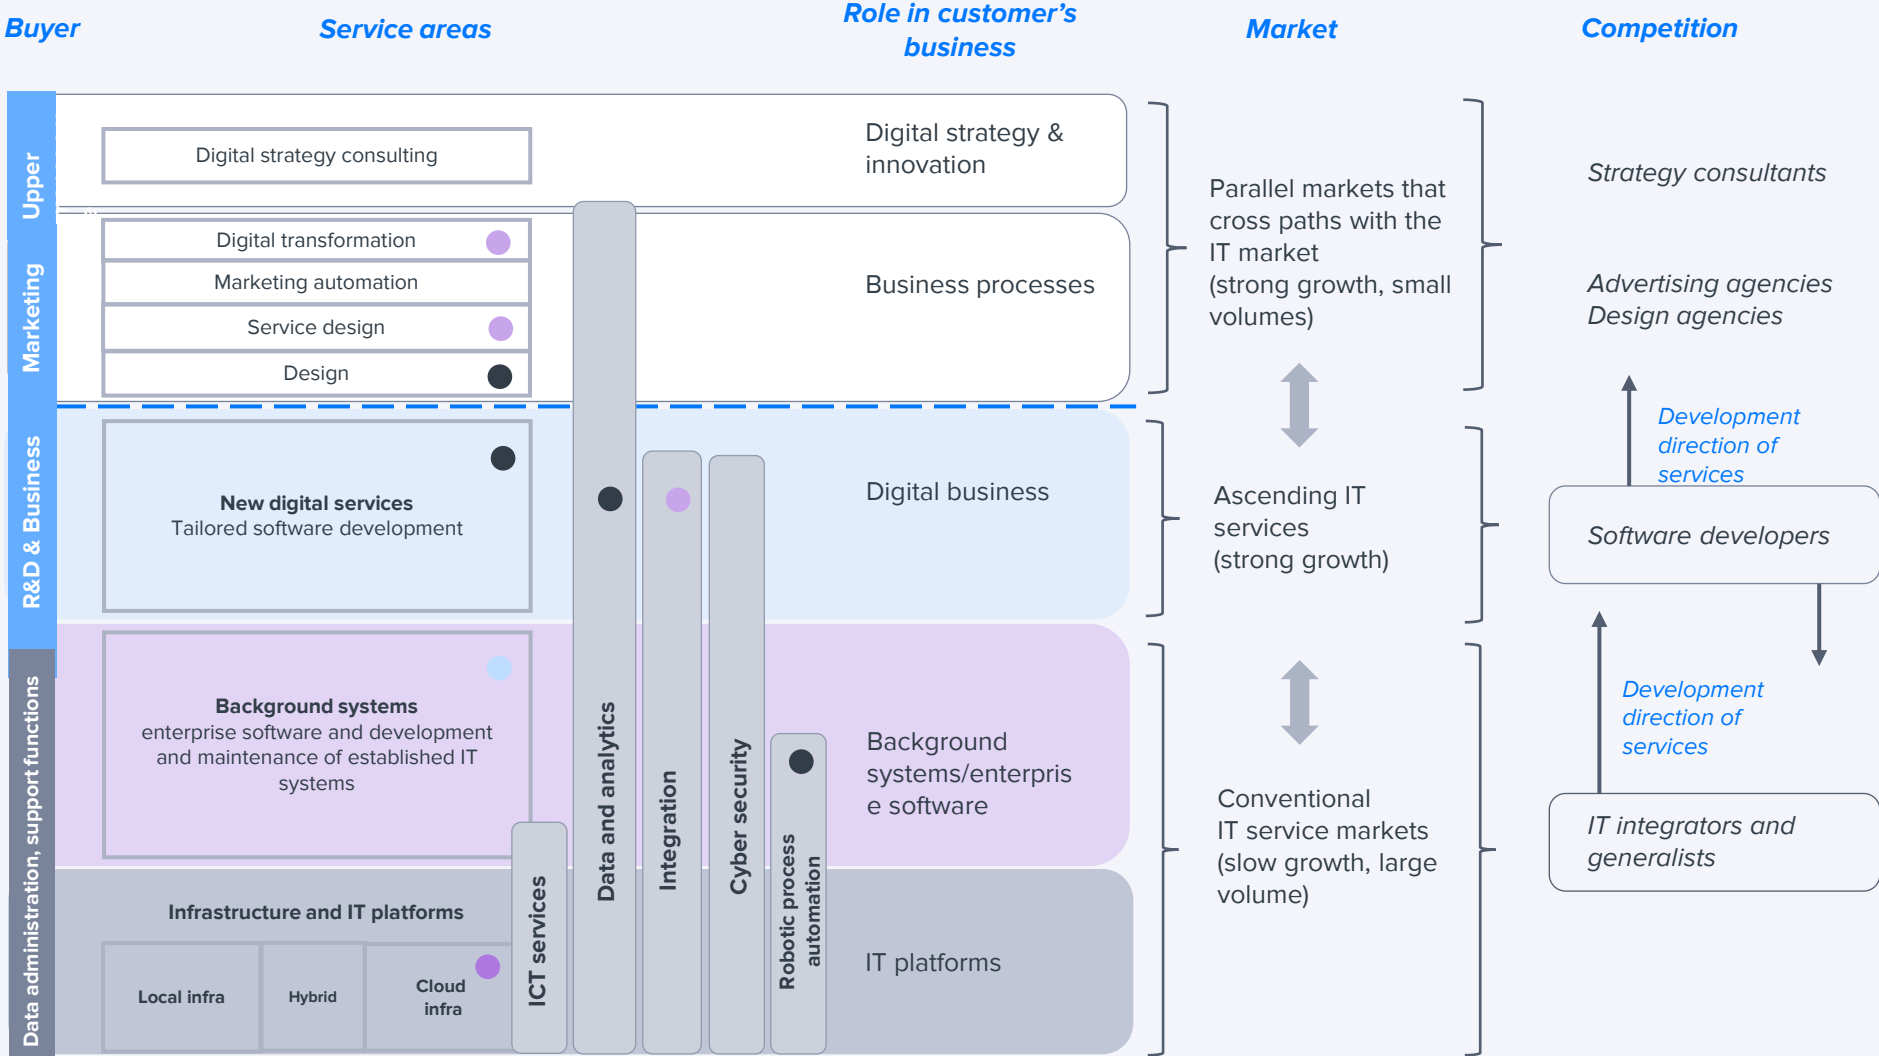 Buyer
Service areas
Role in customer's
business
Market
Competition
Upper
Marketing
R&D & Business
Data administration, support functions
Digital strategy consulting
Digital transformation
Marketing automation
Service design
Design
New digital services
Tailored software development
Background systems
enterprise software and development
and maintenance of established IT
systems
Infrastructure and IT platforms
Local infra
Hybrid
Cloud
infra
ICT services
Data and analytics
Integration
Cyber security
Robotic process
automation
Digital strategy &
innovation
Business processes
Digital business
Background
systems/enterpris
e software
IT platforms
Parallel markets that
cross paths with the
IT market
(strong growth, small
volumes)
Ascending IT
services
(strong growth)
Conventional
IT service markets
(slow growth, large
volume)
Strategy consultants
Advertising agencies
Design agencies
Development
direction of
services
Software developers
Development
direction of
services
IT integrators and
generalists